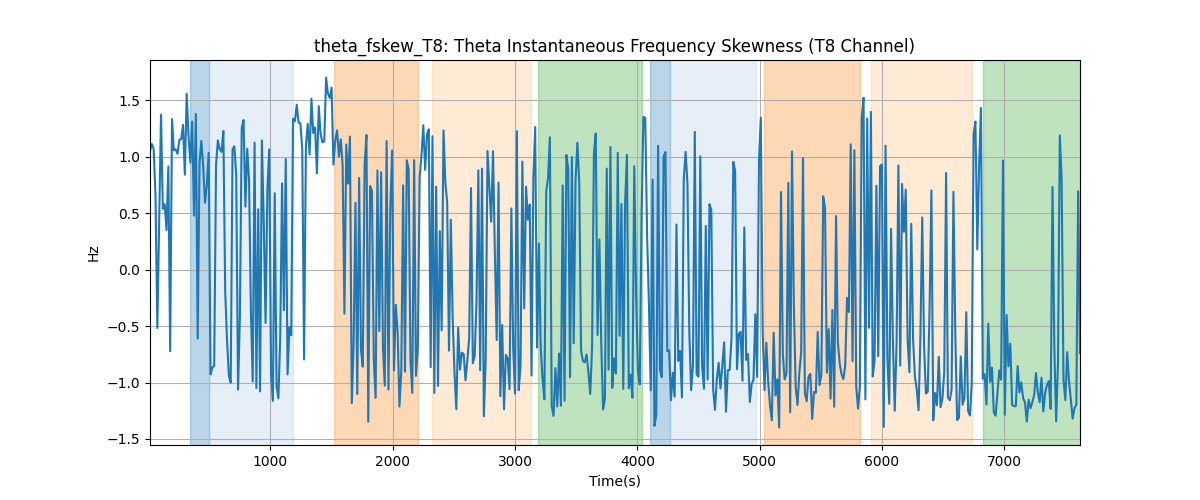 theta_fskew_T8: Theta Instantaneous Frequency Skewness (T8 Channel)
Hz
1.5
1.0
0.5
0.0
−0.5
−1.0
−1.5
1000 2000 3000 4000 5000 6000 7000
Time(s)